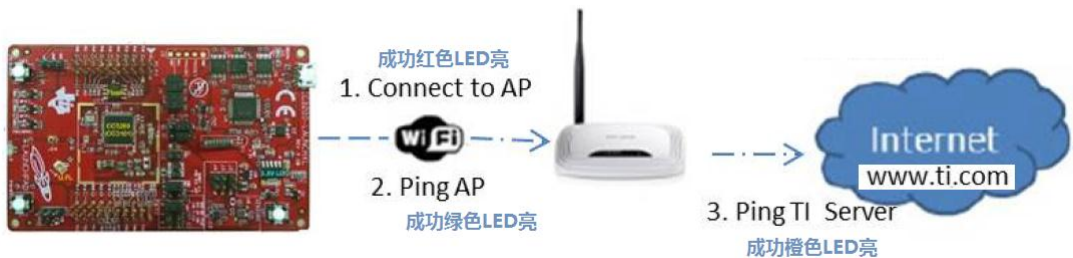 成功红色LED亮
1. Connect to AP
WiFi
2. Ping AP
成功绿色LED亮
Internet
www.ti.com
3. Ping TI Server
成功橙色LED亮